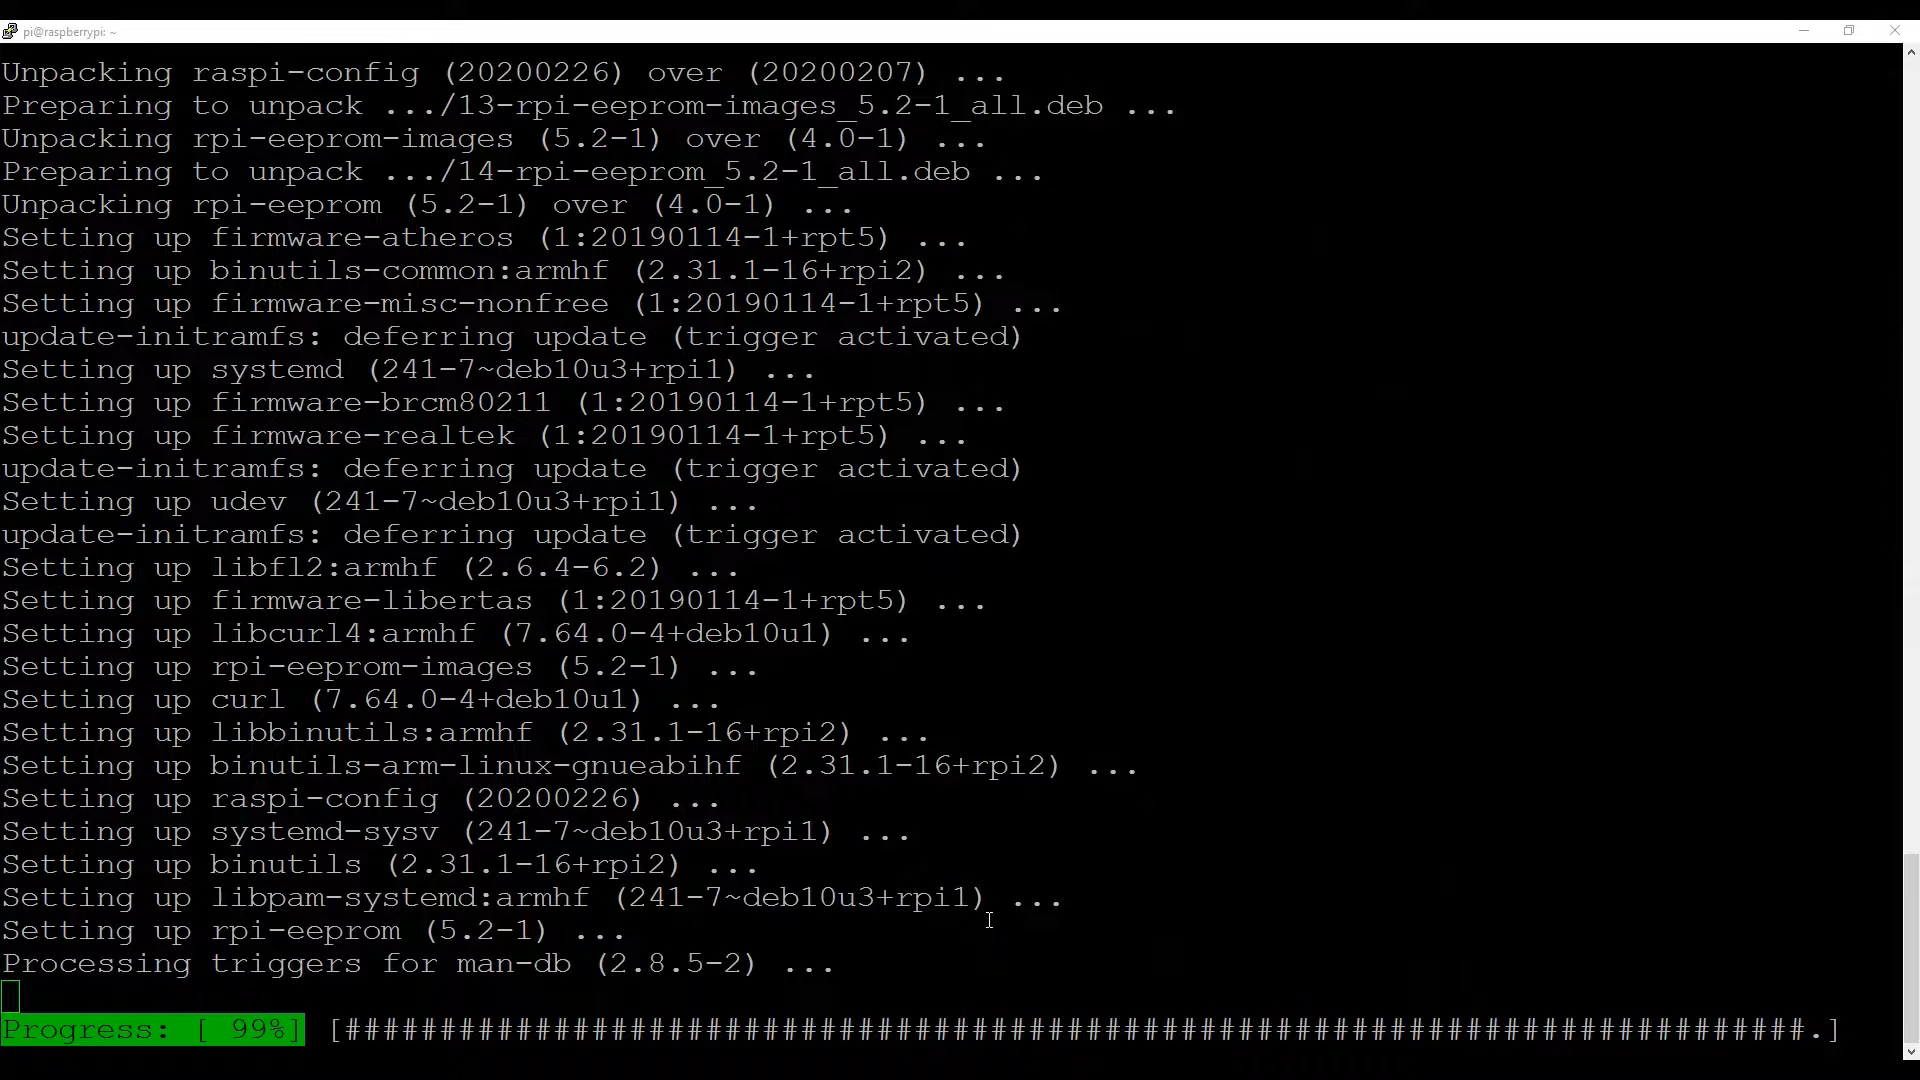 pi@raspberrypi: ~
Unpacking raspi-config (20200226) over (20200207) ...
Preparing to unpack .../13-rpi-eeprom-images_5.2-1_all.deb ...
Unpacking rpi-eeprom-images (5.2-1) over (4.0-1) ...
Preparing to unpack .../14-rpi-eeprom_5.2-1_all.deb ...
Unpacking rpi-eeprom (5.2-1) over (4.0-1) ...
Setting up firmware-atheros (1:20190114-1+rpt5) ...
Setting up binutils-common:armhf (2.31.1-16+rpi2) ...
Setting up firmware-misc-nonfree (1:20190114-1+rpt5) ...
update-initramfs: deferring update (trigger activated)
Setting up systemd (241-7~deb10u3+rpi1) ...
Setting up firmware-brcm80211 (1:20190114-1+rpt5) ...
Setting up firmware-realtek (1:20190114-1+rpt5) ...
update-initramfs: deferring update (trigger activated)
Setting up udev (241-7~deb10u3+rpi1) ...
update-initramfs: deferring update (trigger activated)
Setting up libfl2:armhf (2.6.4-6.2) ...
Setting up firmware-libertas (1:20190114-1+rpt5) ...
Setting up libcurl4:armhf (7.64.0-4+deb10u1) ...
Setting up rpi-eeprom-images (5.2-1) ...
Setting up curl (7.64.0-4+deb10u1) ...
Setting up libbinutils:armhf (2.31.1-16+rpi2) ...
Setting up binutils-arm-linux-gnueabihf (2.31.1-16+rpi2) ...
Setting up raspi-config (20200226) ...
Setting up systemd-sysv (241-7~deb10u3+rpi1) ...
Setting up binutils (2.31.1-16+rpi2) ...
Setting up libpam-systemd:armhf (241-7~deb10u3+rpi1) ...
Setting up rpi-eeprom (5.2-1) ...
Processing triggers for man-db (2.8.5-2) ...
Progress: [ 99%] [#############################################################################.]